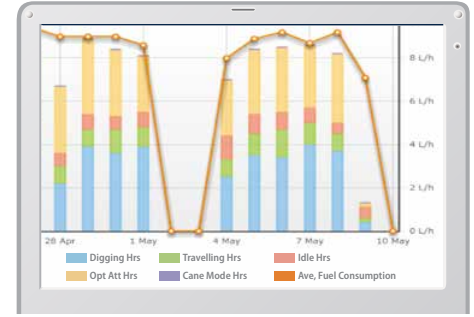 8 L/h
6 L/h
4 L/h
2 L/h
0 L/h
28 Apr 1 May 4 May 7 May 10 May
Digging Hrs Travelling Hrs Idle Hrs
Opt Att Hrs Cane Mode Hrs Ave, Fuel Consumption